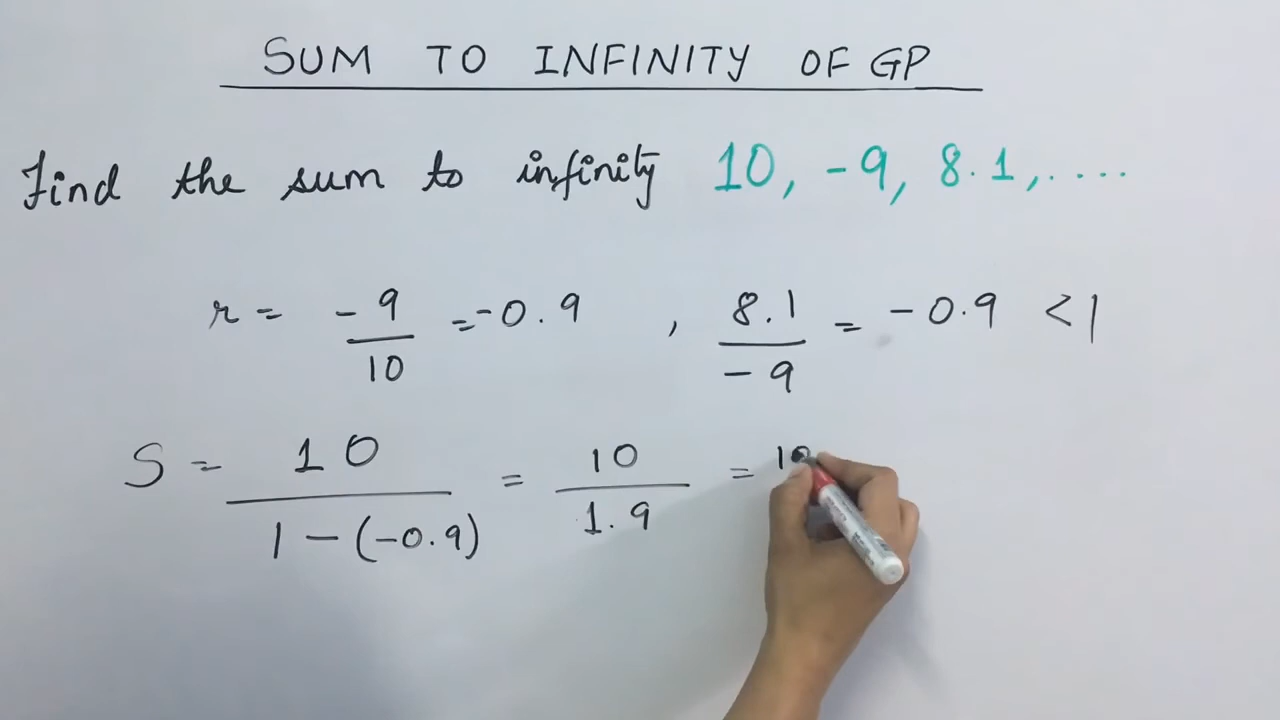 SUM TO INFINITY OF GP
Find the sum to infinity 10, -9, 8.1, ....
r = -9/10 = -0.9 , 8.1/-9 = -0.9 < 1
S = 10/1-(-0.9) = 10/1.9 = 10